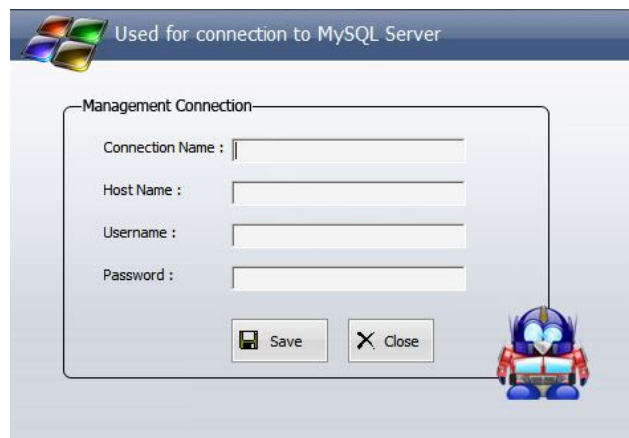 Used for connection to MySQL Server
Management Connection
Connection Name :
Host Name :
Username :
Password :
Save
Close